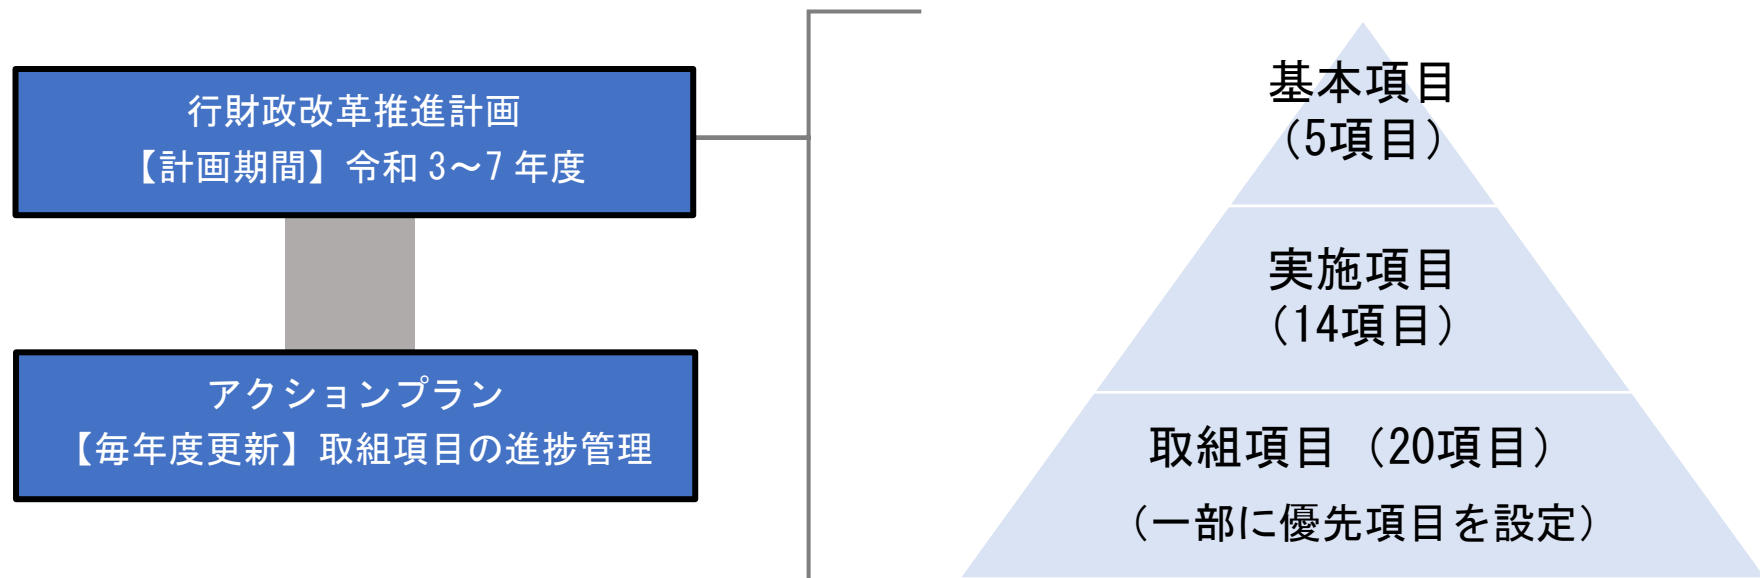 行財政改革推進計画
【計画期間】令和3～7年度
アクションプラン
【毎年度更新】取組項目の進捗管理
基本項目
(5項目)
実施項目
(14項目)
取組項目（20項目）
（一部に優先項目を設定）